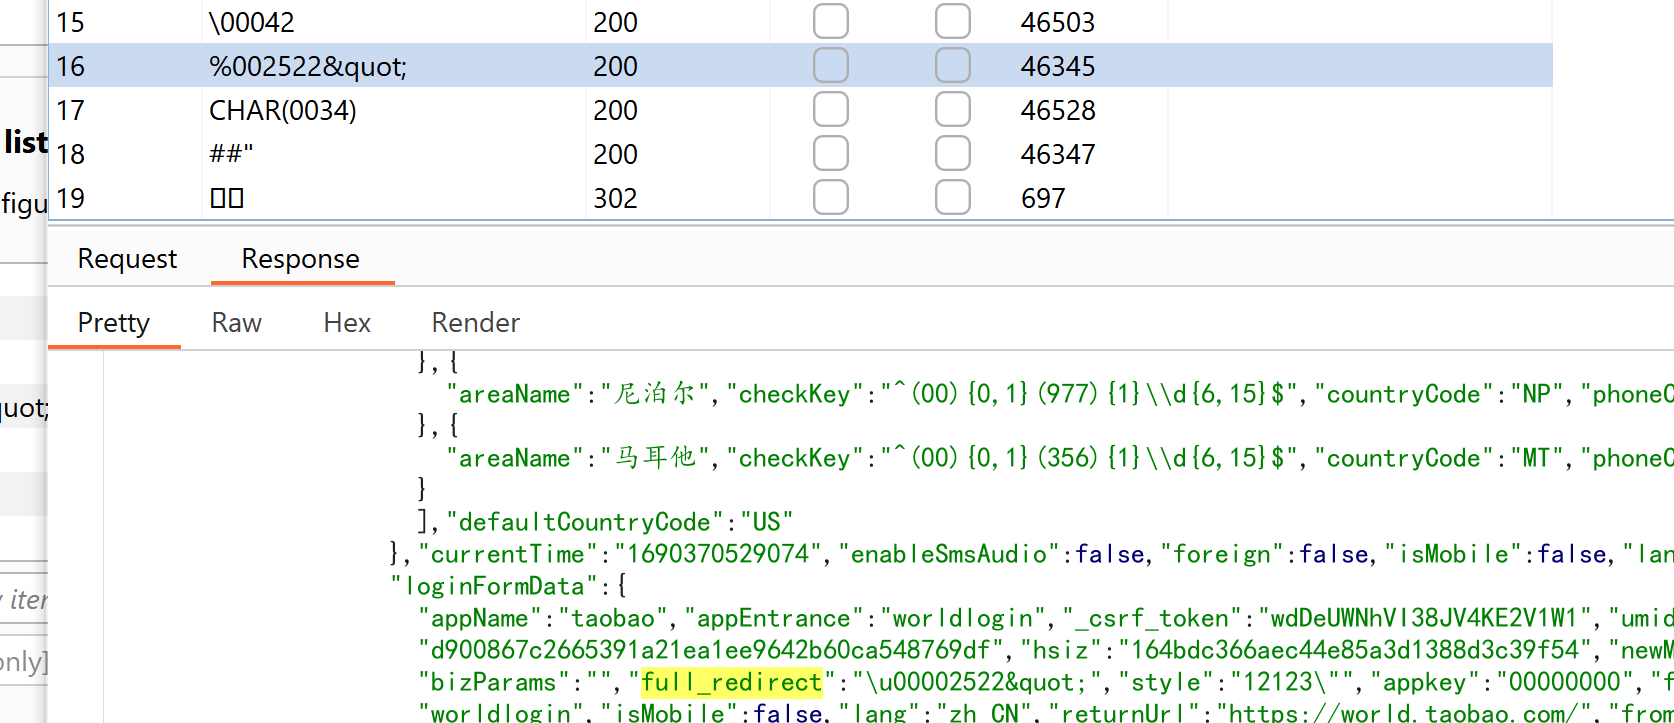 15 \00042 200 46503
16 %002522&quot; 200 46345
list
17 CHAR(0034) 200 46528
18 ##" 200 46347
figu
19 302 697
Request Response
Pretty Raw Hex Render
},{
"areaName":"尼泊尔","checkKey":"^(00){0,1}(977){1}\\d{6,15}$","countryCode":"NP","phoneC
quot;
},{
"areaName":"马耳他","checkKey":"^(00){0,1}(356){1}\\d{6,15}$","countryCode":"MT","phoneC
}
],"defaultCountryCode":"US"
},"currentTime":"1690370529074","enableSmsAudio":false,"foreign":false,"isMobile":false,"lan
"loginFormData":{
"appName":"taobao","appEntrance":"worldlogin","_csrf_token":"wdDeUWNhVI38JV4KE2V1W1","umid
"d900867c2665391a21ea1ee9642b60ca548769df","hsiz":"164bdc366aec44e85a3d1388d3c39f54","newM
only]
"bizParams":"","full_redirect":"\u00002522&quot;","style":"12123\"","appkey":"00000000","f
"worldlogin","isMobile":false,"lang":"zh_CN","returnUrl":"https://world.taobao.com/","from